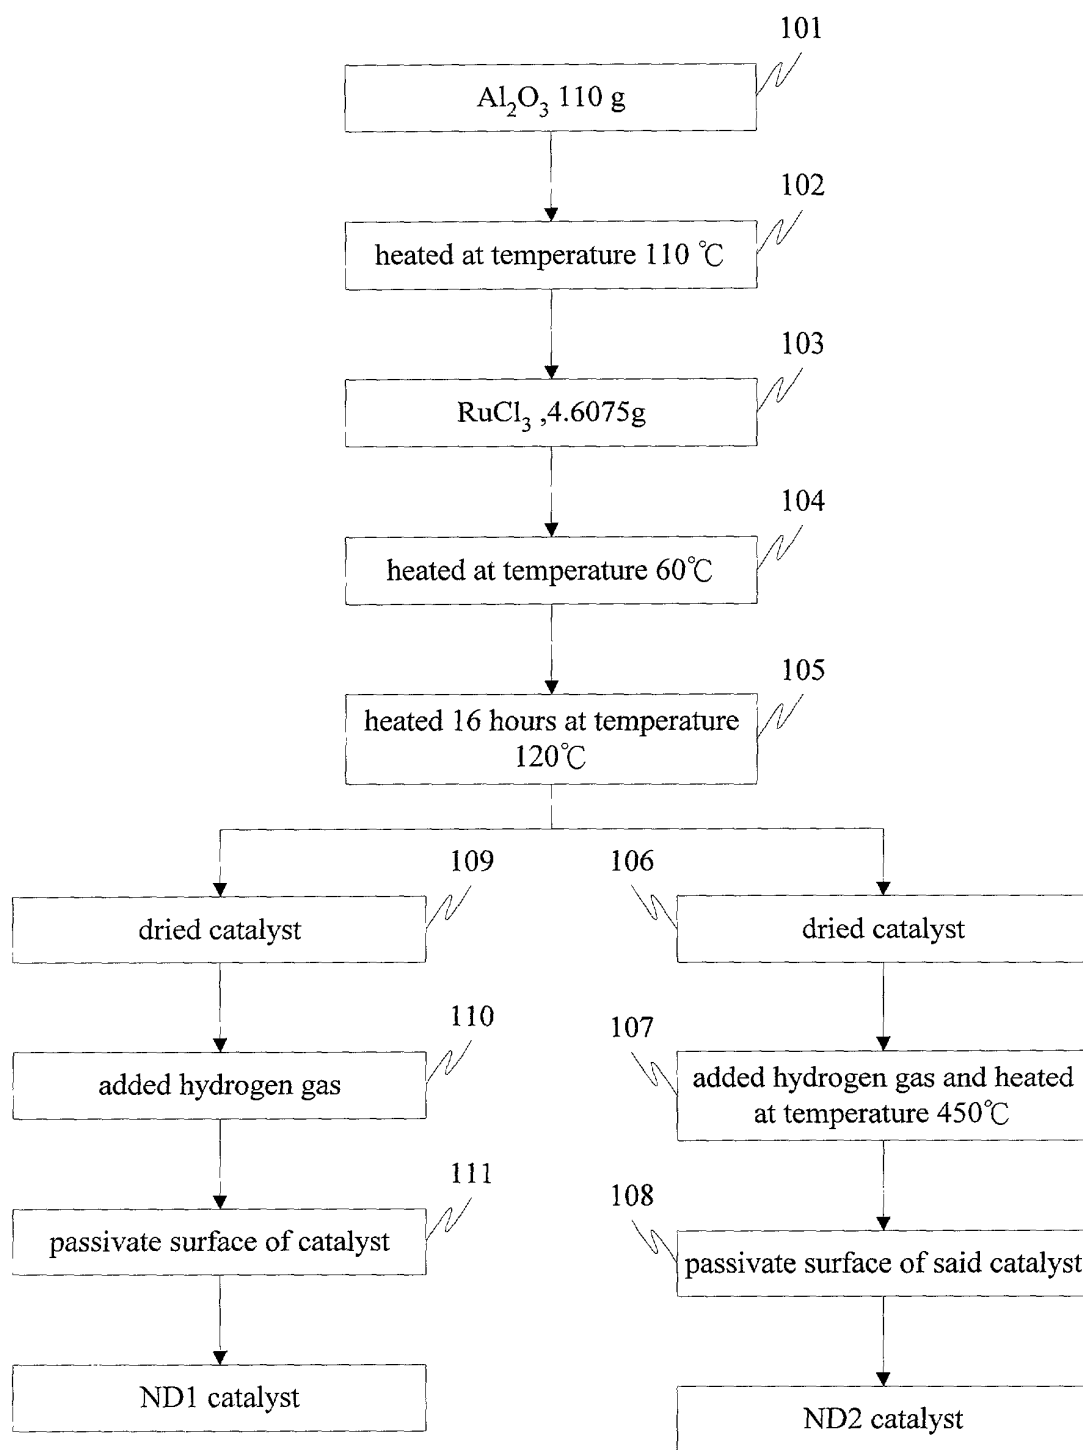 101
Al2O3 110 g
102
heated at temperature 110 ℃
103
RuCl3 ,4.6075g
104
heated at temperature 60℃
105
heated 16 hours at temperature
120℃
109
dried catalyst
110
added hydrogen gas
111
passivate surface of catalyst
ND1 catalyst
106
dried catalyst
107
added hydrogen gas and heated
at temperature 450℃
108
passivate surface of said catalyst
ND2 catalyst